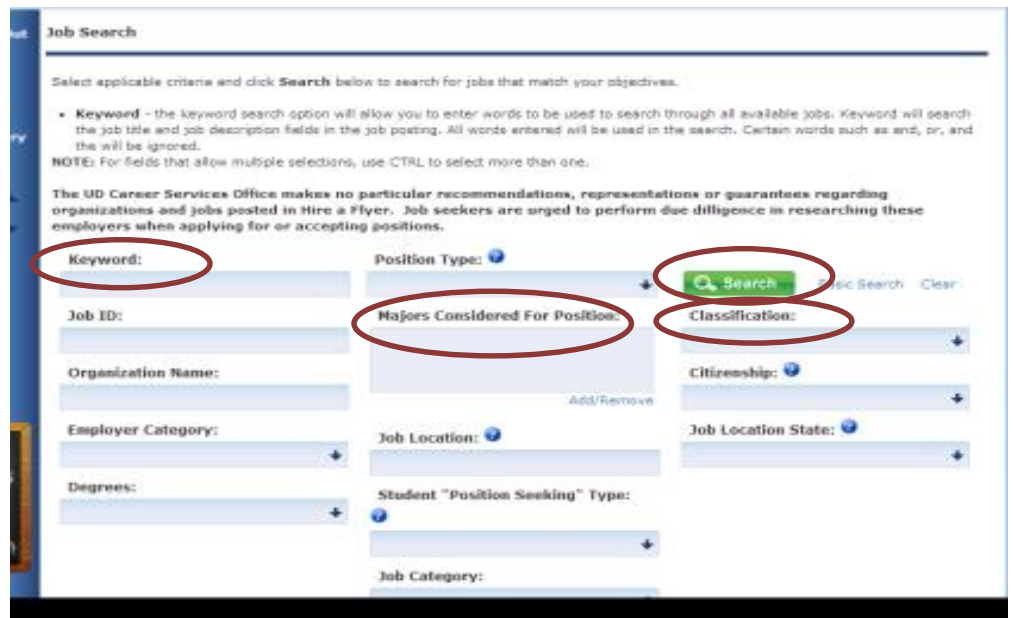 Job Search
Select applicable criteria and click Search below to search for jobs that match your objectives.
• Keyword - the keyword search option will allow you to enter words to be used to search through all available jobs. Keyword will search
the job title and job description fields in the job posting. All words entered will be used in the search. Certain words such as and, or, and
the will be ignored.
NOTE: For fields that allow multiple selections, use CTRL to select more than one.
The UD Career Services Office makes no particular recommendations, representations or guarantees regarding
organizations and jobs posted in Hire a Flyer. Job seekers are urged to perform due dilligence in researching these
employers when applying for or accepting positions.
Keyword:
Position Type:
Search Basic Search Clear
Job ID:
Majors Considered For Position:
Classification:
Organization Name:
Add/Remove
Citizenship:
Employer Category:
Job Location:
Job Location State:
Degrees:
Student "Position Seeking" Type:
Job Category: